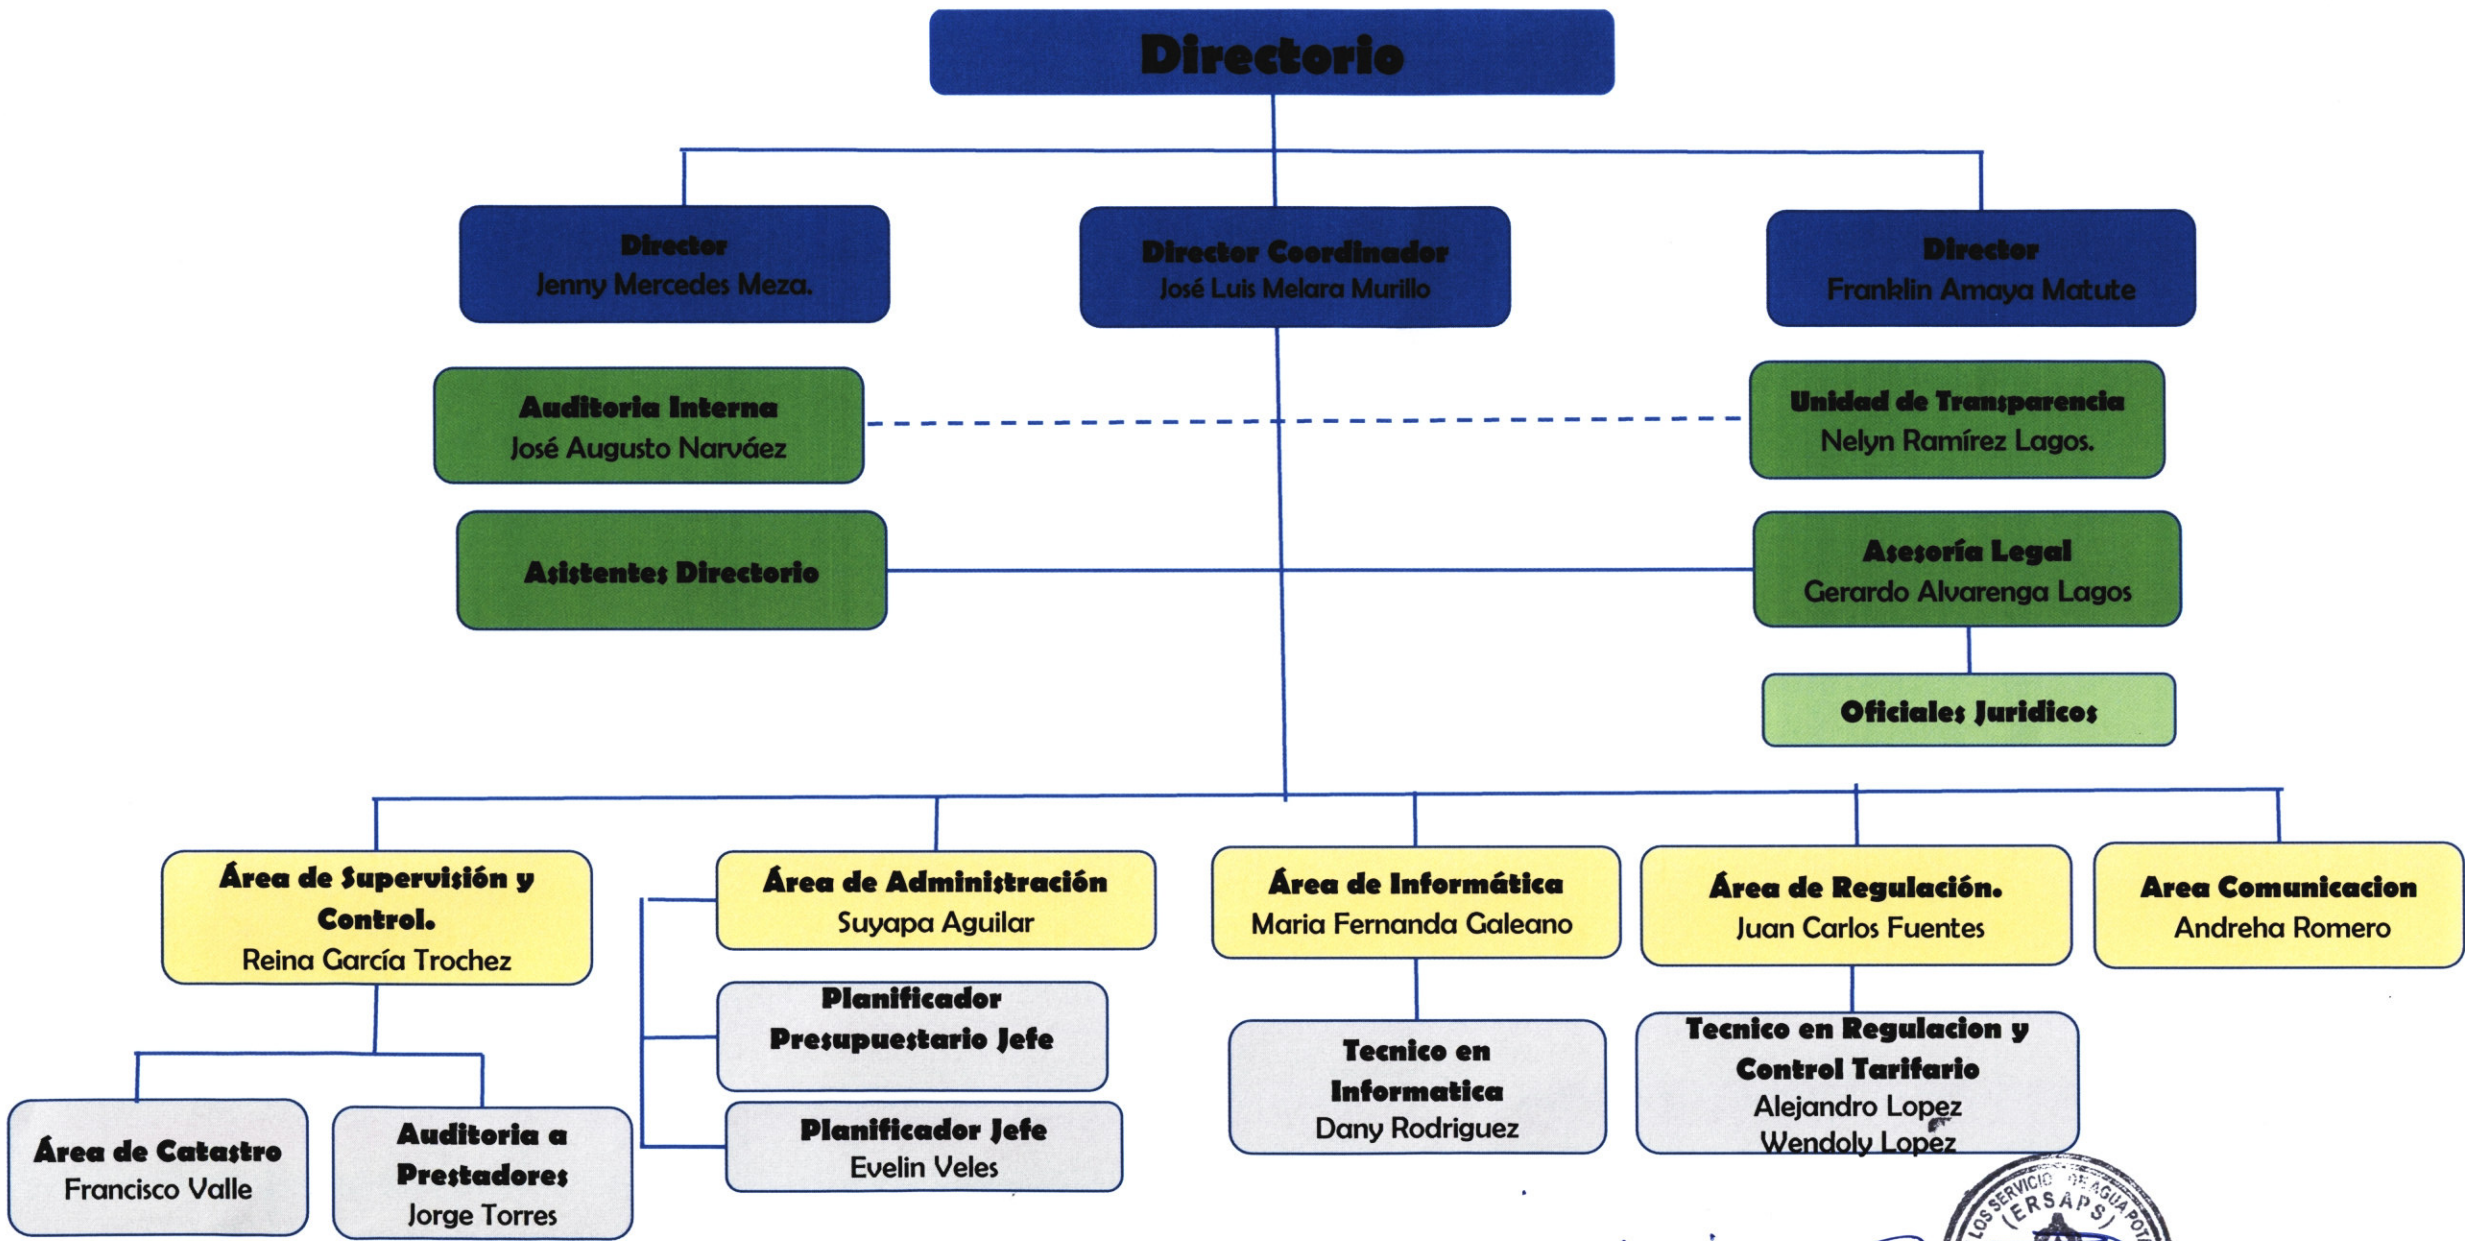 Directorio
Director
Jenny Mercedes Meza.
Director Coordinador
José Luis Melara Murillo
Director
Franklin Amaya Matute
Auditoria Interna
José Augusto Narváez
Unidad de Transparencia
Nelyn Ramírez Lagos.
Asistentes Directorio
Asesoría Legal
Gerardo Alvarenga Lagos
Oficiales Juridicos
Área de Supervisión y
Control.
Reina García Trochez
Área de Administración
Suyapa Aguilar
Área de Informática
Maria Fernanda Galeano
Área de Regulación.
Juan Carlos Fuentes
Area Comunicacion
Andreha Romero
Planificador
Presupuestario Jefe
Planificador Jefe
Evelin Veles
Tecnico en
Informatica
Dany Rodriguez
Tecnico en Regulacion y
Control Tarifario
Alejandro Lopez
Wendoly Lopez
Área de Catastro
Francisco Valle
Auditoria a
Prestadores
Jorge Torres
LOS SERVICIO DE AGUA
(ERSAPS)